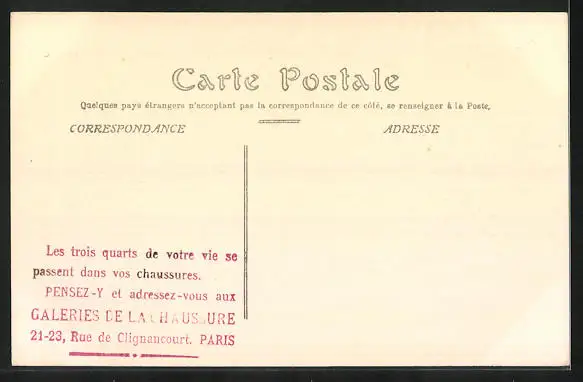 Carte Postale
Quelques pays étrangers n'acceptant pas la correspondance de ce côté, se renseigner à la Poste.
CORRESPONDANCE
ADRESSE
Les trois quarts de votre vie se
passent dans vos chaussures.
PENSEZ-Y et adressez-vous aux
GALERIES DE LA CHAUSSURE
21-23, Rue de Clignancourt. PARIS